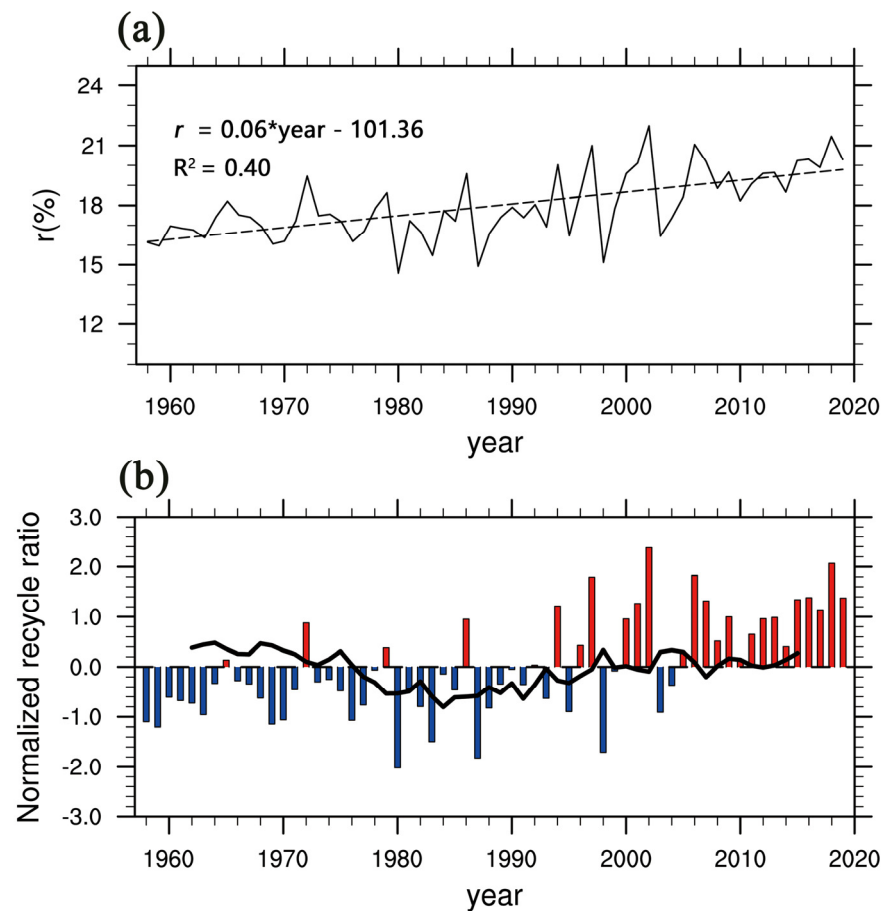 (a)
24
21
18
15
12
r(%)
r = 0.06*year - 101.36
R² = 0.40
1960 1970 1980 1990 2000 2010 2020
year
(b)
3.0
2.0
1.0
0.0
-1.0
-2.0
-3.0
Normalized recycle ratio
1960 1970 1980 1990 2000 2010 2020
year